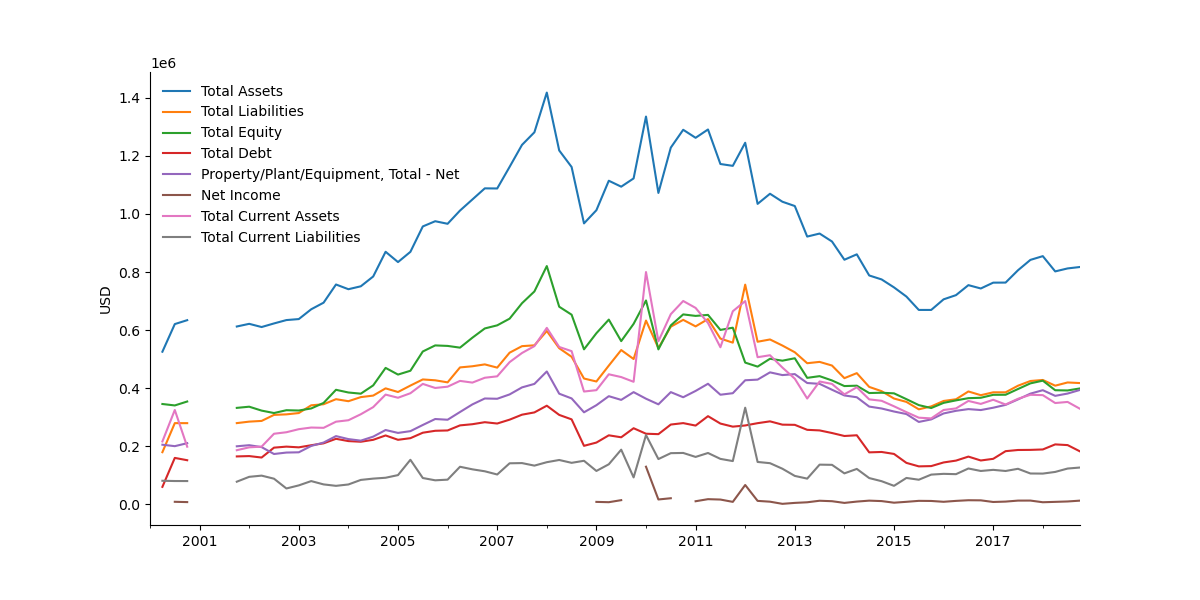 1e6
1.4
1.2
1.0
0.8
0.6
0.4
0.2
0.0
USD
Total Assets
Total Liabilities
Total Equity
Total Debt
Property/Plant/Equipment, Total - Net
Net Income
Total Current Assets
Total Current Liabilities
2001 2003 2005 2007 2009 2011 2013 2015 2017